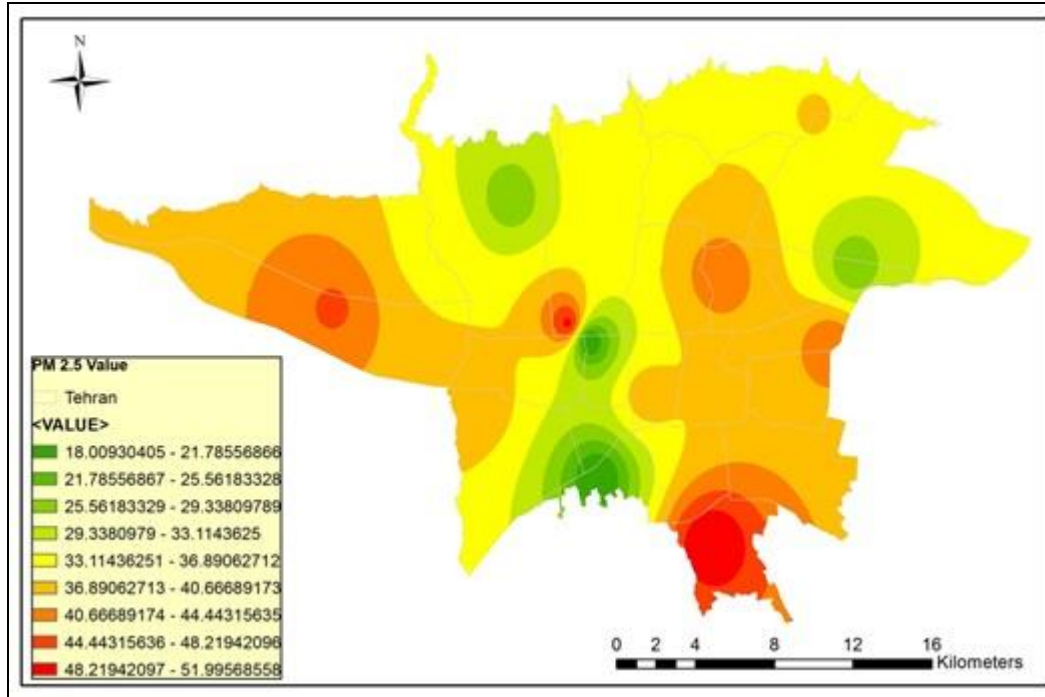 N
PM 2.5 Value
Tehran
<VALUE>
18.00930405 - 21.78556866
21.78556867 - 25.56183328
25.56183329 - 29.33809789
29.3380979 - 33.1143625
33.11436251 - 36.89062712
36.89062713 - 40.66689173
40.66689174 - 44.44315635
44.44315636 - 48.21942096
48.21942097 - 51.99568558
0 2 4 8 12 16
Kilometers